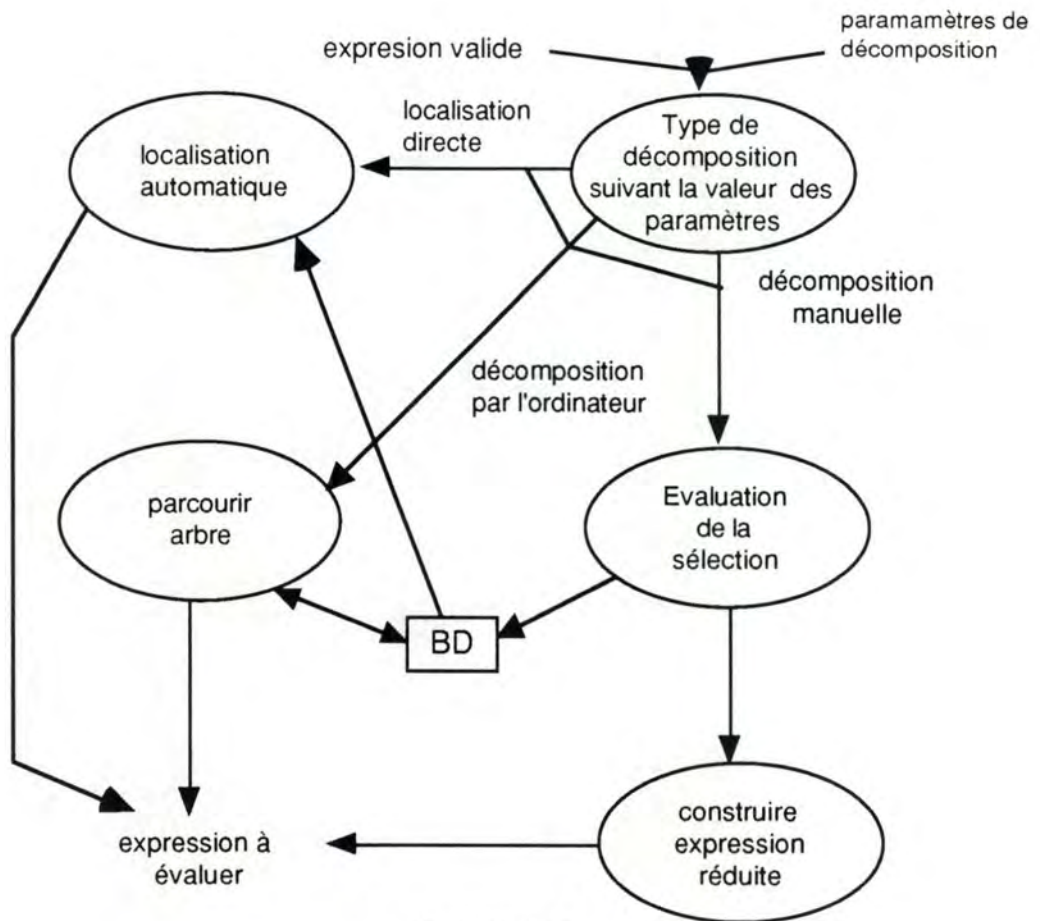 paramamètres de
décomposition
expresion valide
localisation
directe
Type de
décomposition
suivant la valeur des
paramètres
localisation
automatique
décomposition
manuelle
décomposition
par l'ordinateur
parcourir
arbre
Evaluation
de la
sélection
BD
construire
expression
réduite
expression à
évaluer